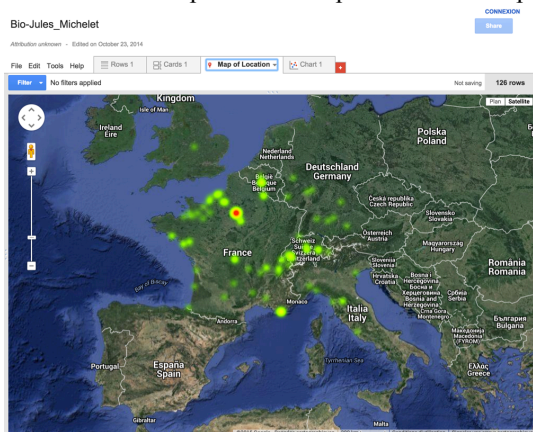 CONNEXION
Bio-Jules_Michelet
Share
Attribution unknown - Edited on October 23, 2014
File Edit Tools Help
Rows 1
Cards 1
Map of Location
Chart 1
Filter
No filters applied
Not saving
126 rows
Plan
Satellite
Kingdom
Isle of Man
Ireland
Éire
Polska
Poland
Nederland
Netherlands
Deutschland
Germany
België
Belgique
Belgium
Česká republika
Czech Republic
Slovensko
Slovakia
Österreich
Austria
Magyarország
Hungary
Schweiz
France
Slovenija
Slovenia
România
Romania
Hrvatska
Croatia
Bosna i
Hercegovina
Босна и
Херцеговина
Bosnia and
Herzegovina
Србија
Serbia
Crna Gora
Montenegro
Bay of Biscay
Monaco
Italia
Italy
България
Bulgaria
Andorra
Македонија
Macedonia
(FYROM)
Portugal
España
Spain
Tyrrhenian Sea
Ελλάς
Greece
Gibraltar
Malta